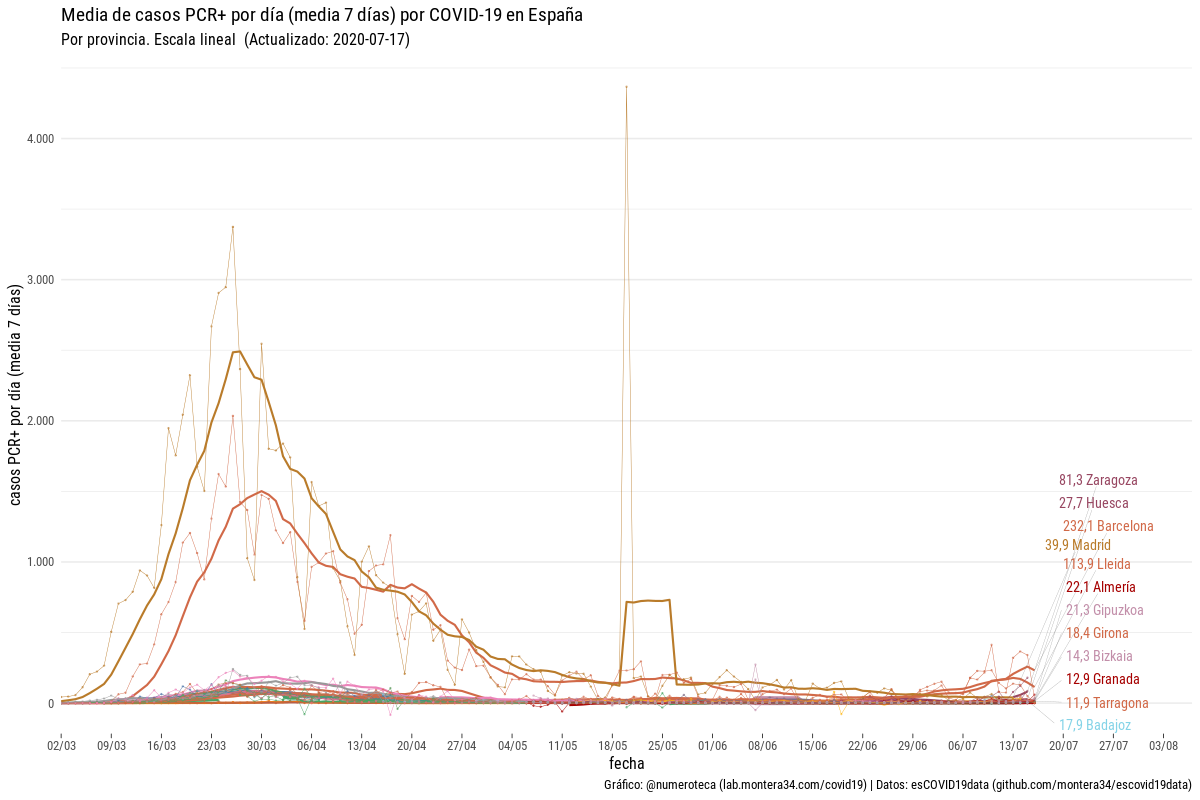 Media de casos PCR+ por día (media 7 días) por COVID-19 en España
Por provincia. Escala lineal (Actualizado: 2020-07-17)
casos PCR+ por día (media 7 días)
4.000
3.000
2.000
1.000
0
81,3 Zaragoza
27,7 Huesca
232,1 Barcelona
39,9 Madrid
113,9 Lleida
22,1 Almería
21,3 Gipuzkoa
18,4 Girona
14,3 Bizkaia
12,9 Granada
11,9 Tarragona
17,9 Badajoz
02/03 09/03 16/03 23/03 30/03 06/04 13/04 20/04 27/04 04/05 11/05 18/05 25/05 01/06 08/06 15/06 22/06 29/06 06/07 13/07 20/07 27/07 03/08
fecha
Gráfico: @numeroteca (lab.montera34.com/covid19) | Datos: esCOVID19data (github.com/montera34/escovid19data)